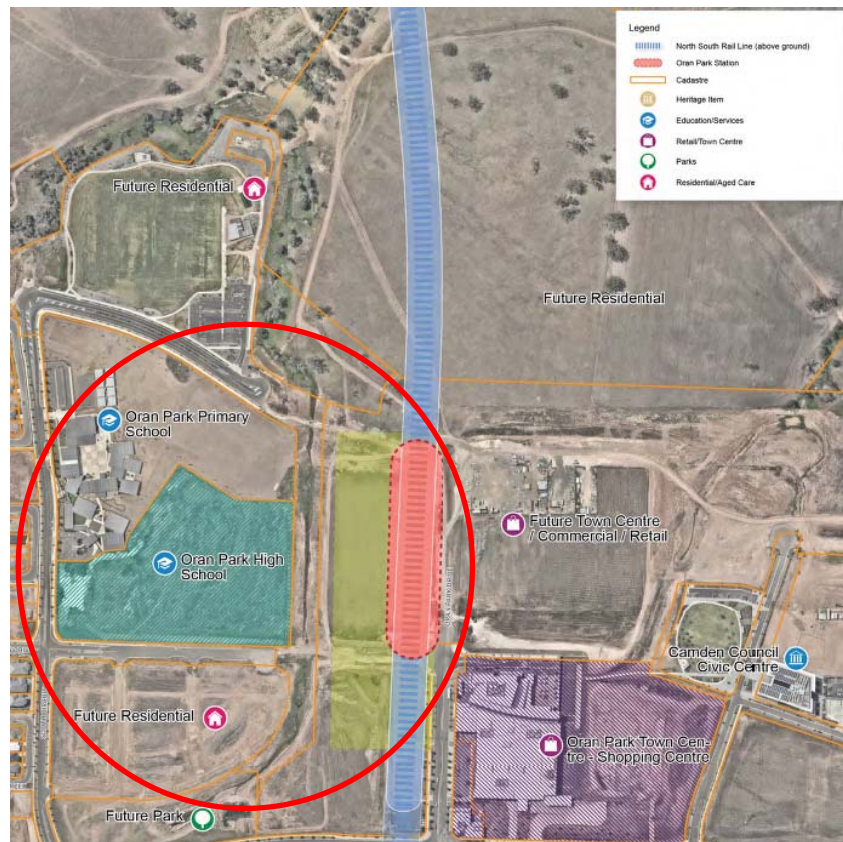 Legend
North South Rail Line (above ground)
Oran Park Station
Cadastre
Heritage Item
Education/Services
Retail/Town Centre
Parks
Residential/Aged Care
Future Residential
Future Residential
Oran Park Primary
School
Future Town Centre
/ Commercial / Retail
Oran Park High
School
Camden Council
Civic Centre
Future Residential
Oran Park Town Cen-
tre - Shopping Centre
Future Park